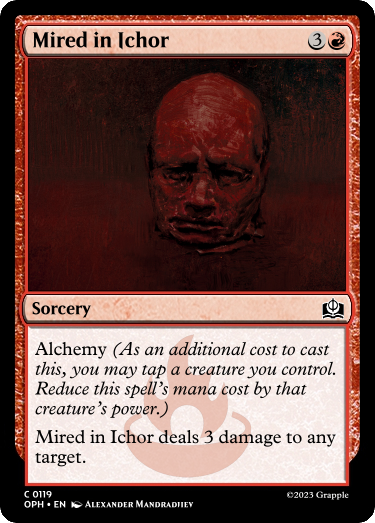 Mired in Ichor 3
Sorcery
Alchemy (As an additional cost to cast
this, you may tap a creature you control.
Reduce this spell's mana cost by that
creature's power.)
Mired in Ichor deals 3 damage to any
target.
C 0119
OPH • EN Alexander Mandradjiev
©2023 Grapple